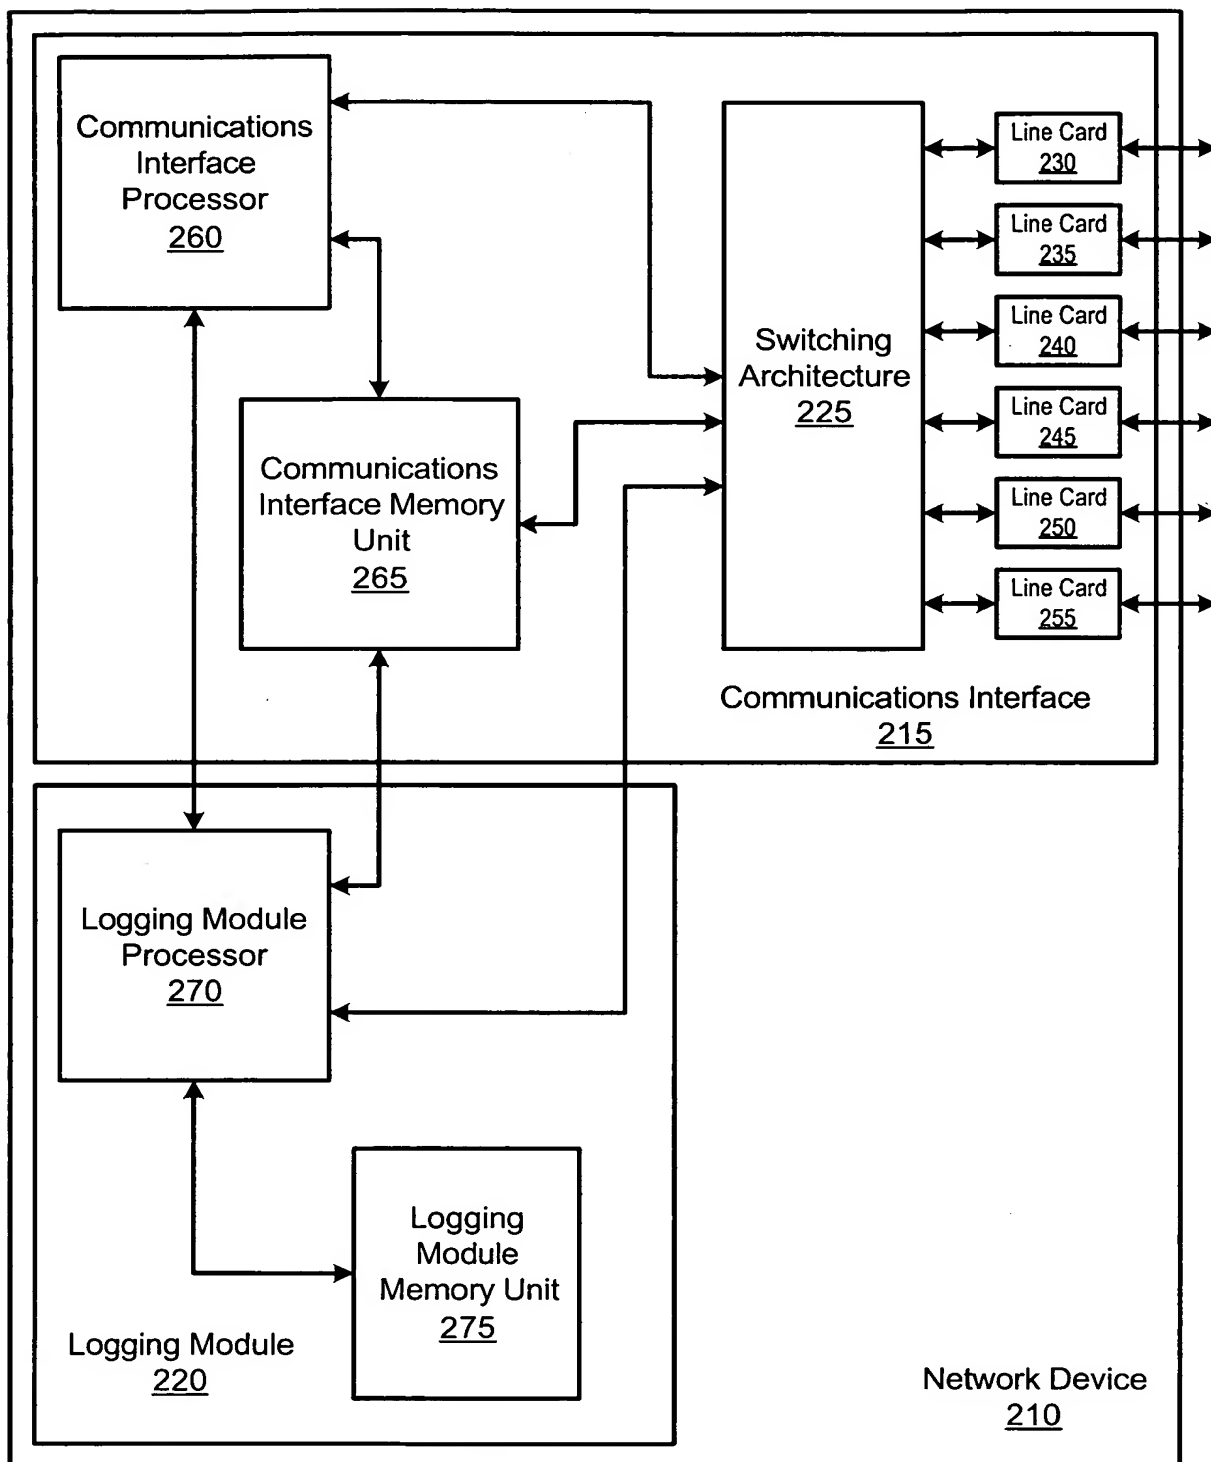 Communications
Interface
Processor
260
Communications
Interface Memory
Unit
265
Switching
Architecture
225
Line Card
230
Line Card
235
Line Card
240
Line Card
245
Line Card
250
Line Card
255
Communications Interface
215
Logging Module
Processor
270
Logging
Module
Memory Unit
275
Logging Module
220
Network Device
210